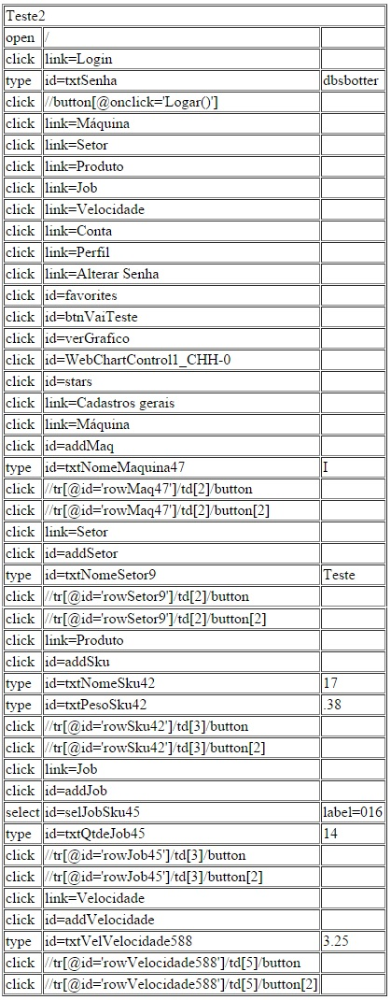 Teste2
open /
click link=Login
type id=txtSenha dbsbotter
click //button[@onclick='Logar()']
click link=Máquina
click link=Setor
click link=Produto
click link=Job
click link=Velocidade
click link=Conta
click link=Perfil
click link=Alterar Senha
click id=favorites
click id=btnVaiTeste
click id=verGrafico
click id=WebChartControl1_CHH-0
click id=stars
click link=Cadastros gerais
click link=Máquina
click id=addMaq
type id=txtNomeMaquina47 I
click //tr[@id='rowMaq47']/td[2]/button
click //tr[@id='rowMaq47']/td[2]/button[2]
click link=Setor
click id=addSetor
type id=txtNomeSetor9 Teste
click //tr[@id='rowSetor9']/td[2]/button
click //tr[@id='rowSetor9']/td[2]/button[2]
click link=Produto
click id=addSku
type id=txtNomeSku42 17
type id=txtPesoSku42 .38
click //tr[@id='rowSku42']/td[3]/button
click //tr[@id='rowSku42']/td[3]/button[2]
click link=Job
click id=addJob
select id=selJobSku45 label=016
type id=txtQtdeJob45 14
click //tr[@id='rowJob45']/td[3]/button
click //tr[@id='rowJob45']/td[3]/button[2]
click link=Velocidade
click id=addVelocidade
type id=txtVelVelocidade588 3.25
click //tr[@id='rowVelocidade588']/td[5]/button
click //tr[@id='rowVelocidade588']/td[5]/button[2]